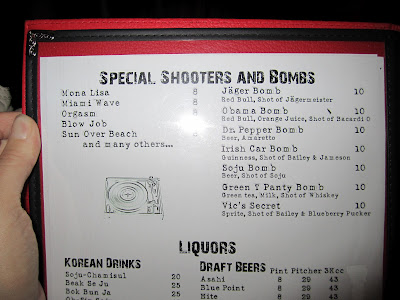 SPECIAL SHOOTERS AND BOMBS
Mona Lisa 8
Miami Wave 8
Orgasm 8
Blow Job 8
Sun Over Beach 8
and many others...
Jäger Bomb 10
Red Bull, Shot of Jägermeister
Obama Bomb 10
Red Bull, Orange Juice, Shot of Bacardi O
Dr. Pepper Bomb 10
Beer, Amaretto
Irish Car Bomb 10
Guinness, Shot of Bailey & Jameson
Soju Bomb 10
Beer, Shot of Soju
Green T Panty Bomb 10
Green tea, Milk, Shot of Whiskey
Vic's Secret 10
Sprite, Shot of Bailey & Blueberry Pucker
LIQUORS
KOREAN DRINKS
Soju-Chamisul 20
Beak Se Ju 25
Bok Bun Ja 25
DRAFT BEERS Pint Pitcher BKcc
Asahi 8 29 43
Blue Point 8 29 43
Hite 8 29 43